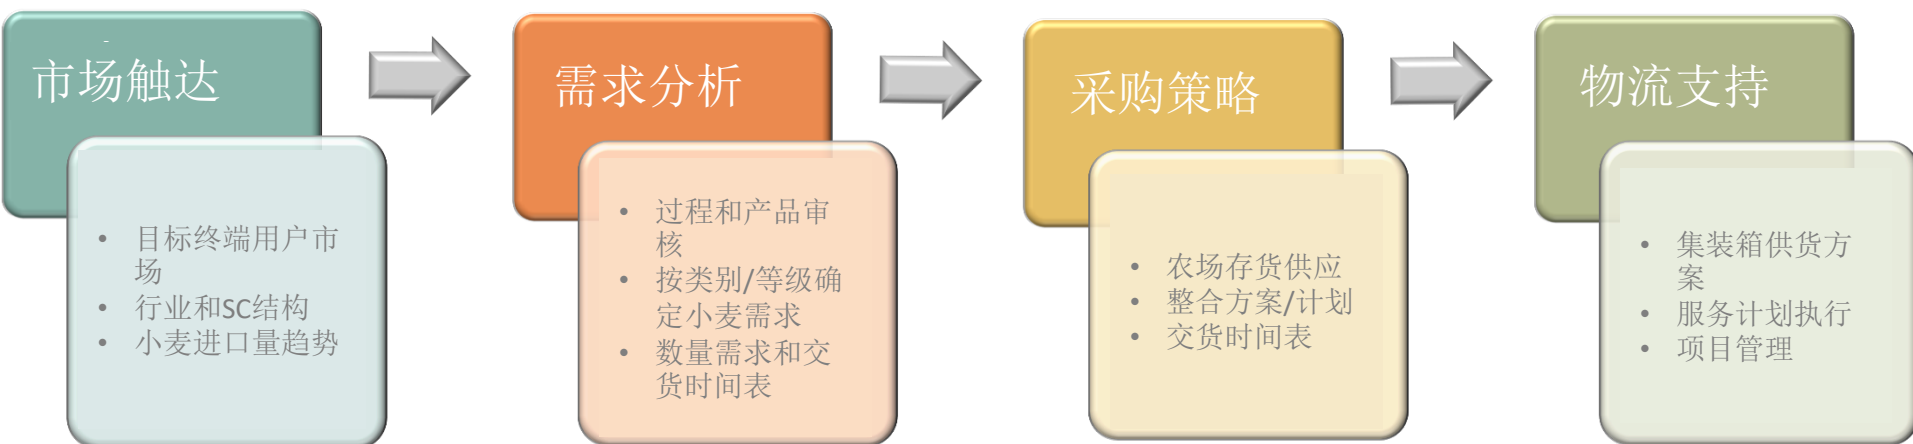 市场触达
• 目标终端用户市
场
• 行业和SC结构
• 小麦进口量趋势
需求分析
• 过程和产品审
核
• 按类别/等级确
定小麦需求
• 数量需求和交
货时间表
采购策略
• 农场存货供应
• 整合方案/计划
• 交货时间表
物流支持
• 集装箱供货方
案
• 服务计划执行
• 项目管理